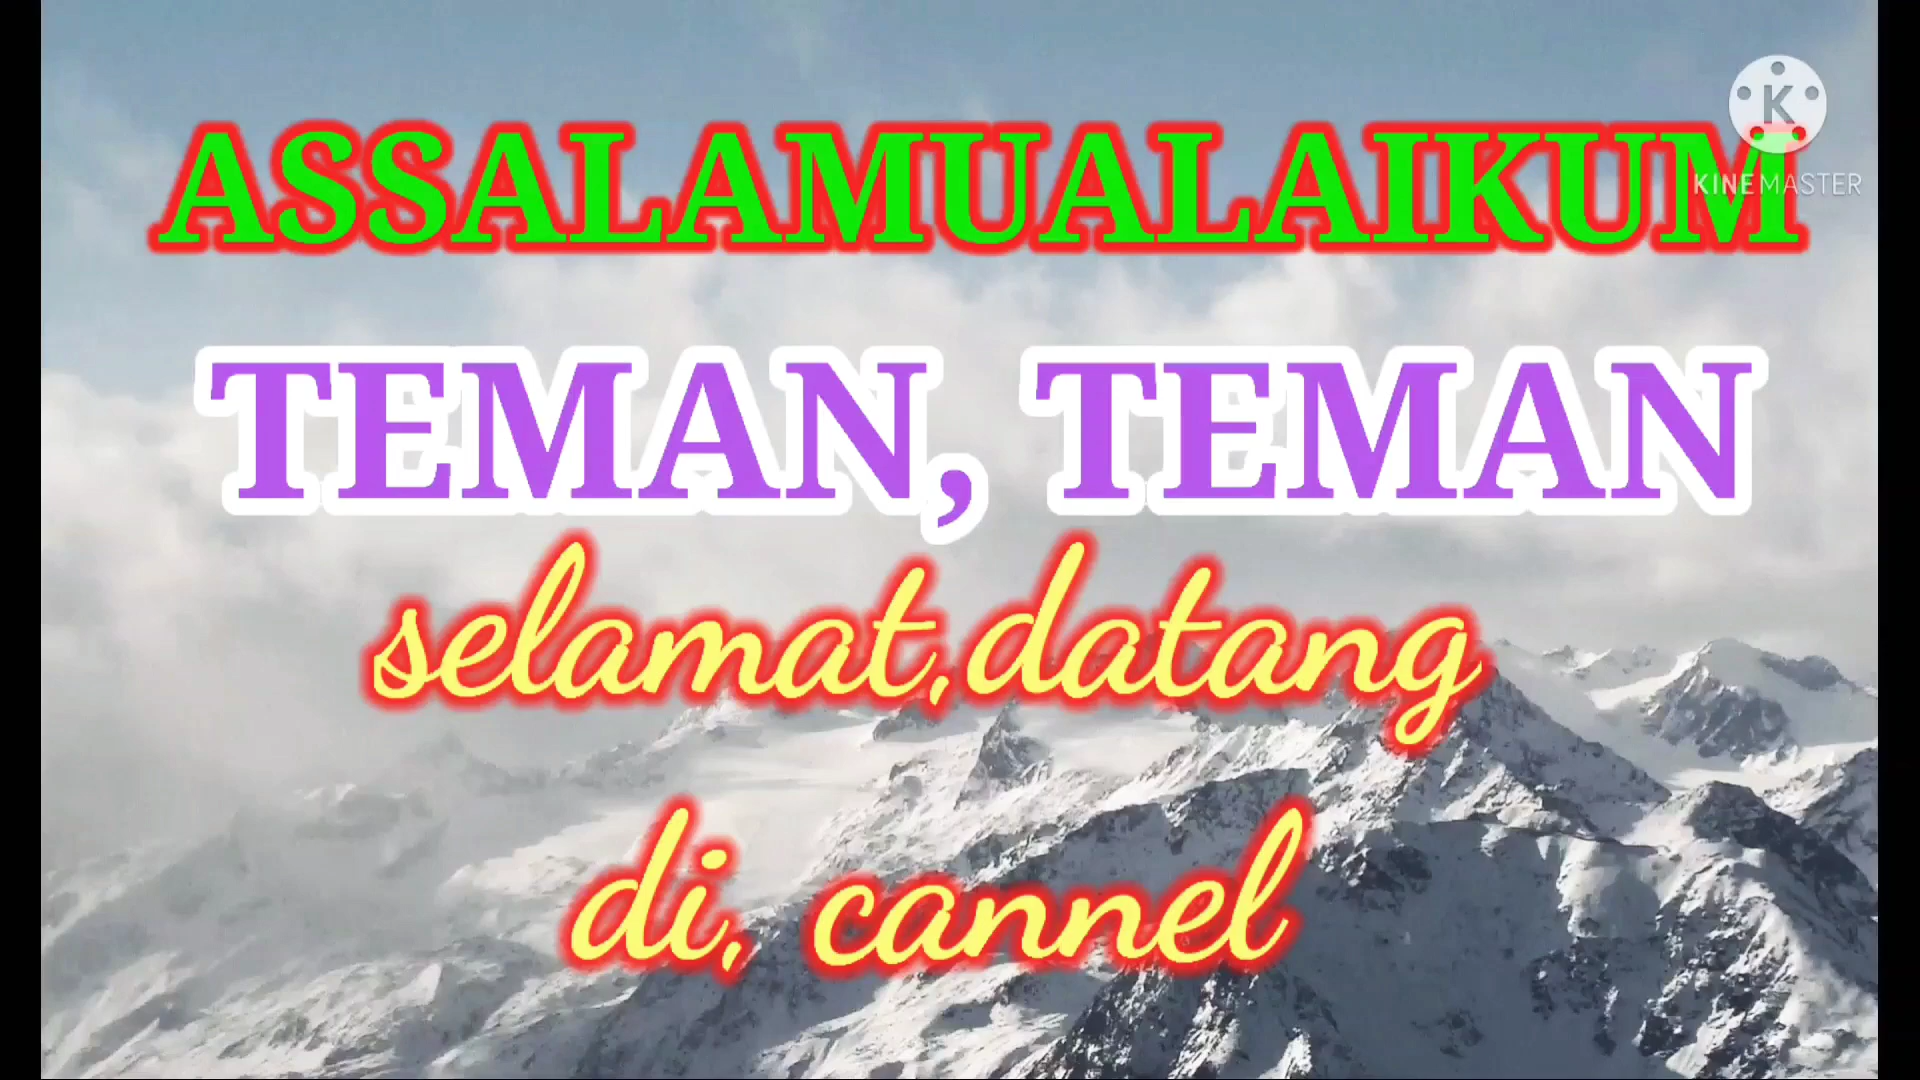 ASSALAMUALAIKUM
KINEMASTER
TEMAN, TEMAN
selamat,datang
di, cannel